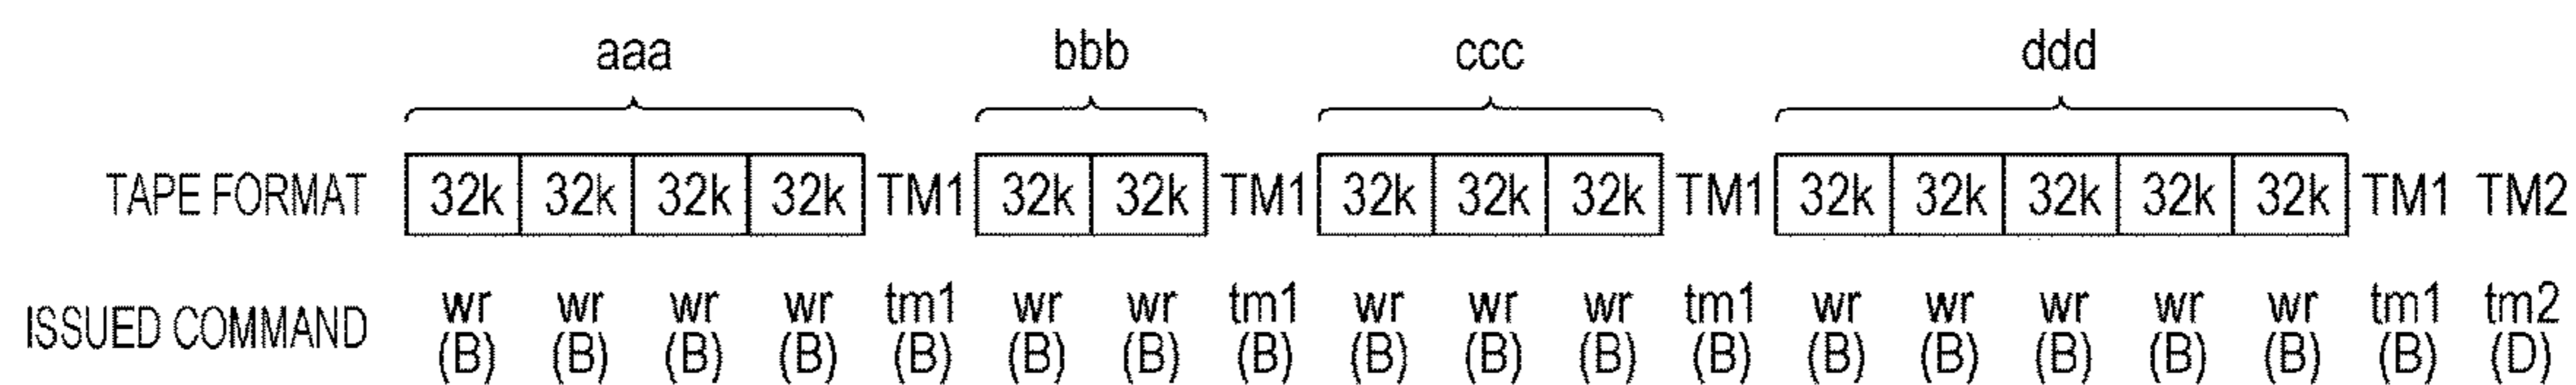 aaa bbb ccc ddd
TAPE FORMAT 32k 32k 32k 32k TM1 32k 32k TM1 32k 32k 32k TM1 32k 32k 32k 32k 32k TM1 TM2
ISSUED COMMAND wr wr wr wr tm1 wr wr tm1 wr wr wr tm1 wr wr wr wr wr tm1 tm2
(B) (B) (B) (B) (B) (B) (B) (B) (B) (B) (B) (B) (B) (B) (B) (B) (B) (B) (D)